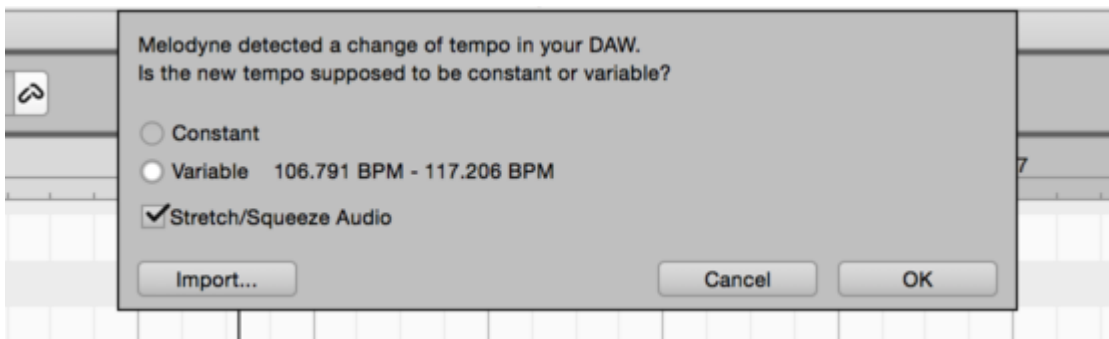 Melodyne detected a change of tempo in your DAW.
Is the new tempo supposed to be constant or variable?
Constant
7
Variable 106.791 BPM - 117.206 BPM
Stretch/Squeeze Audio
Import...
Cancel
OK